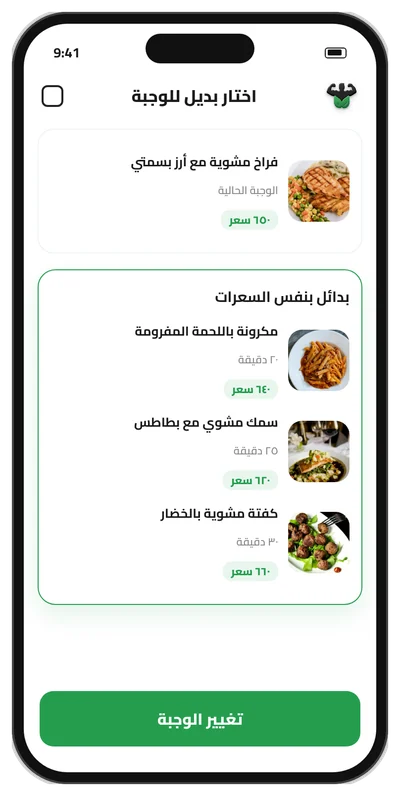 9:41
اختار بديل للوجبة
فراخ مشوية مع أرز بسمتي
الوجبة الحالية
٦٥٠ سعر
بدائل بنفس السعرات
مكرونة باللحمة المفرومة
٢٠ دقيقة
٦٤٠ سعر
سمك مشوي مع بطاطس
٢٥ دقيقة
٦٢٠ سعر
كفتة مشوية بالخضار
٣٠ دقيقة
٦٦٠ سعر
تغيير الوجبة